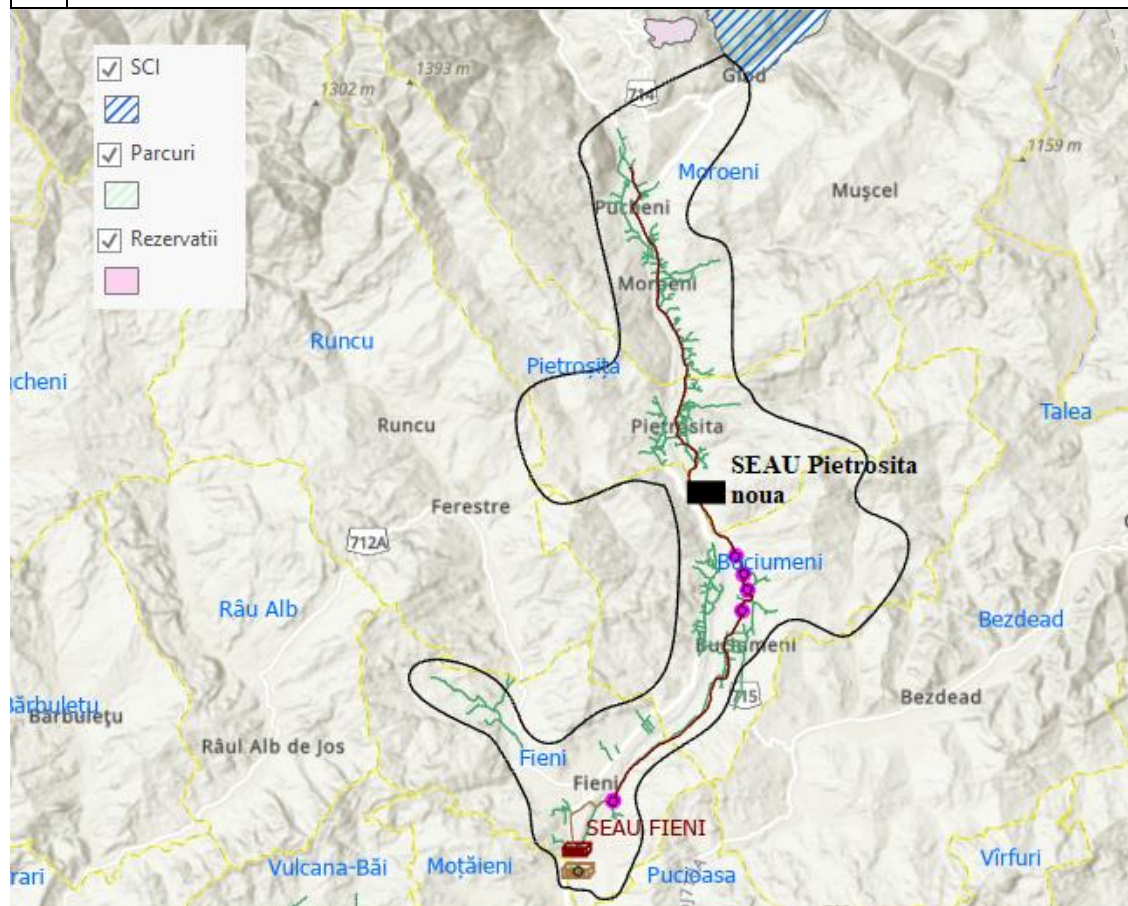 SCI
Parcuri
Rezervatii
1393 m
1302 m
714
Moroeni
1159 m
Mușcel
Pucheni
Moroeni
Runcu
Pietroșița
Runcu
Pietrosita
Talea
SEAU Pietrosita
noua
Ferestre
712A
Buciumeni
Râu Alb
Bezdead
Buciumeni
715
Bezdead
Bărbulețu
Bărbulețu
Râul Alb de Jos
Fieni
Fieni
SEAU FIENI
Vulcana-Băi
Moțăieni
Pucioasa
Vîrfuri